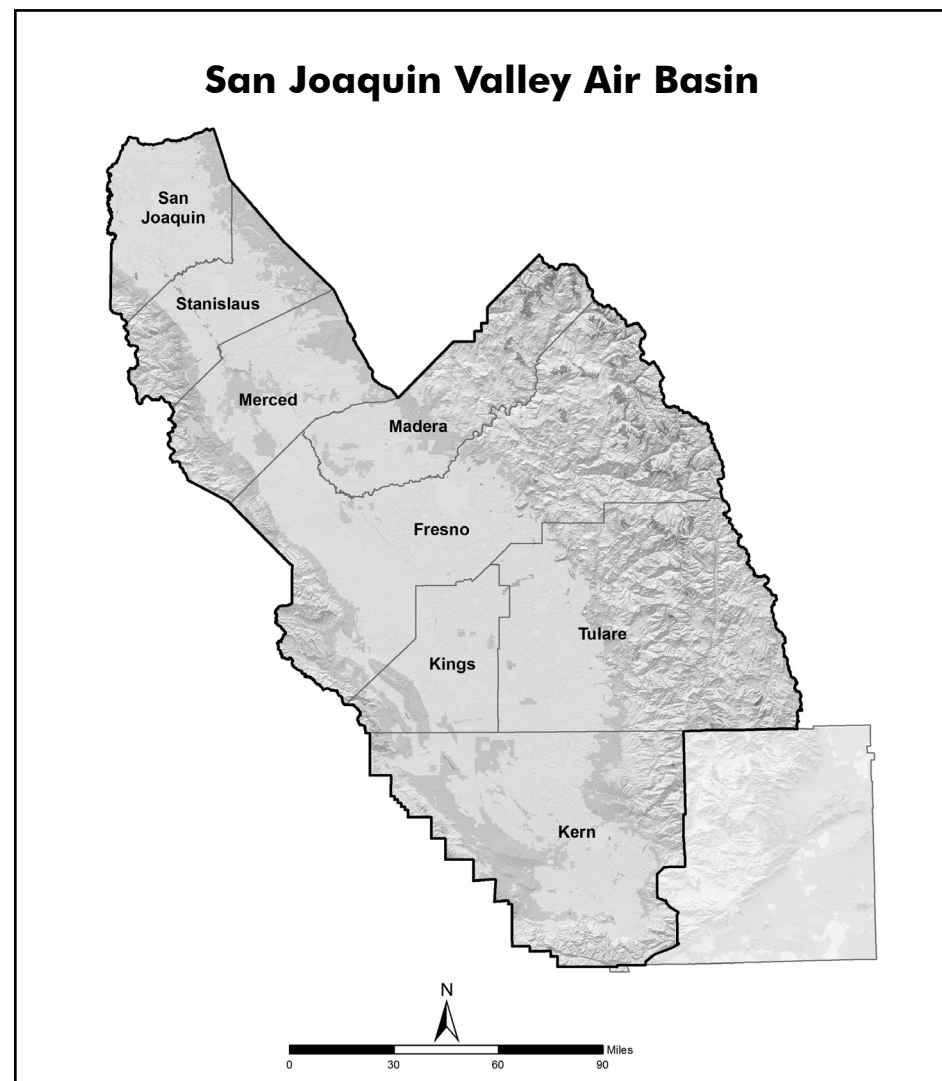 San Joaquin Valley Air Basin
San
Joaquin
Stanislaus
Merced
Madera
Fresno
Tulare
Kings
Kern
N
Miles
0 30 60 90